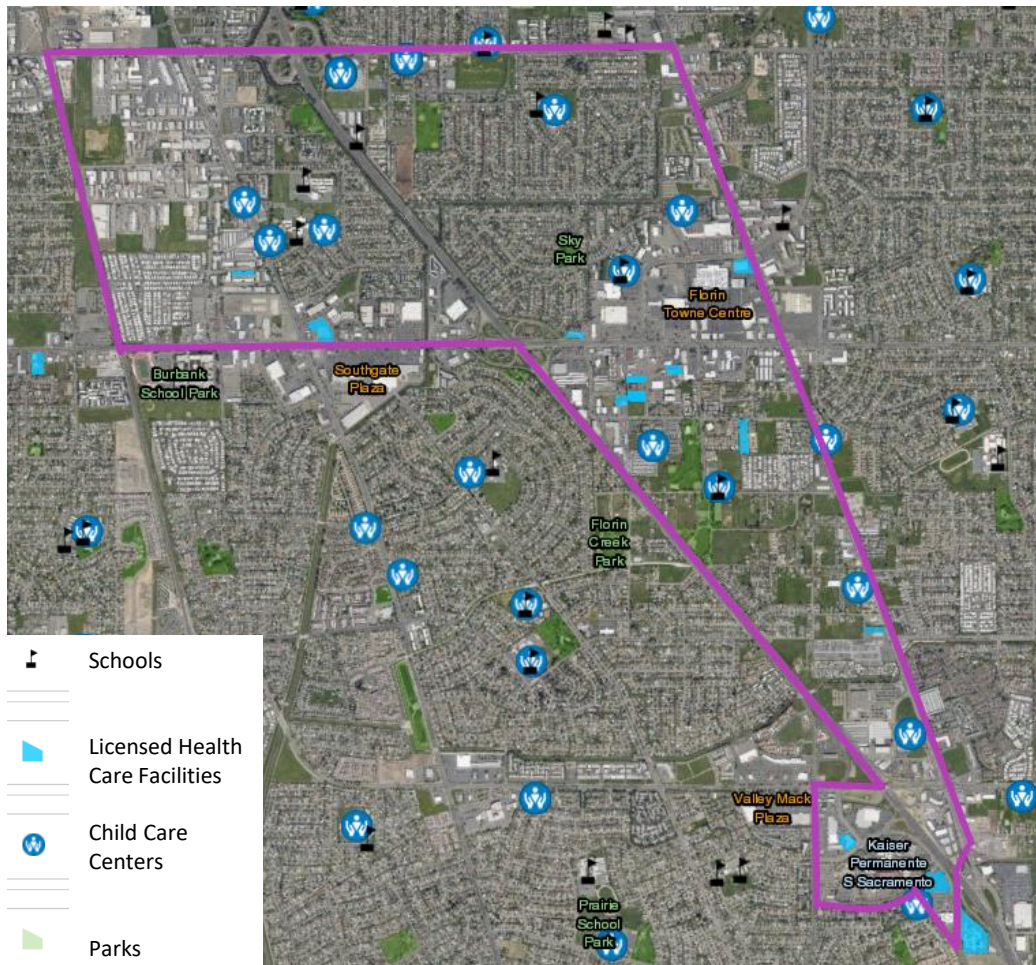 Sky
Park
Florin
Towne Centre
Burbank
School Park
Southgate
Plaza
Florin
Creek
Park
Valley Mack
Plaza
Kaiser
Permanente
S Sacramento
Prairie
School
Park
Schools
Licensed Health
Care Facilities
Child Care
Centers
Parks